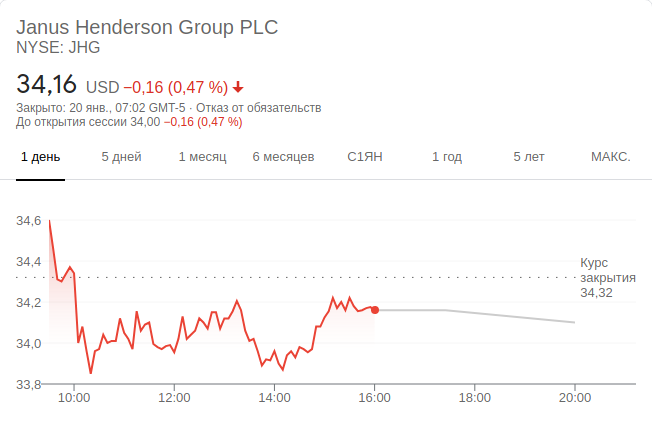 Janus Henderson Group PLC
NYSE: JHG
34,16 USD −0,16 (0,47 %)
Закрыто: 20 янв., 07:02 GMT-5 · Отказ от обязательств
До открытия сессии 34,00 −0,16 (0,47 %)
1 день 5 дней 1 месяц 6 месяцев С1ЯН 1 год 5 лет МАКС.
34,6
34,4
34,2
34,0
33,8
Курс
закрытия
34,32
10:00 12:00 14:00 16:00 18:00 20:00